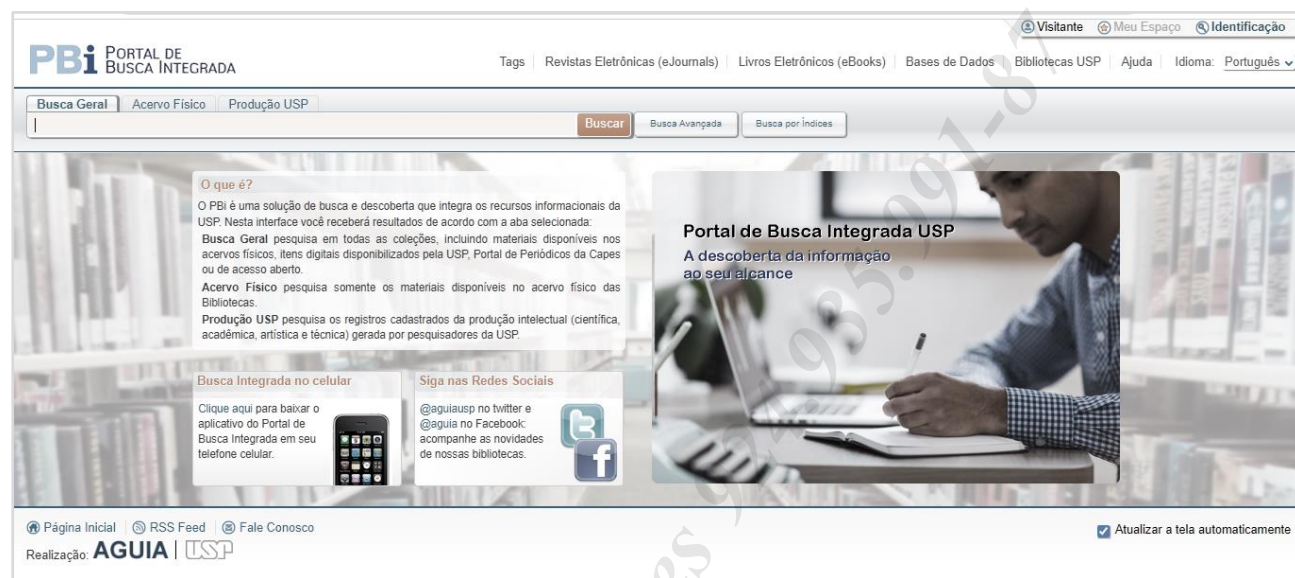 Visitante Meu Espaço Identificação
PBi PORTAL DE
BUSCA INTEGRADA
Tags Revistas Eletrônicas (eJournals) Livros Eletrônicos (eBooks) Bases de Dados Bibliotecas USP Ajuda Idioma: Português
Busca Geral Acervo Físico Produção USP
Buscar Busca Avançada Busca por Índices
O que é?
O PBi é uma solução de busca e descoberta que integra os recursos informacionais da
USP. Nesta interface você receberá resultados de acordo com a aba selecionada:
Busca Geral pesquisa em todas as coleções, incluindo materiais disponíveis nos
acervos físicos, itens digitais disponibilizados pela USP, Portal de Periódicos da Capes
ou de acesso aberto.
Acervo Físico pesquisa somente os materiais disponíveis no acervo físico das
Bibliotecas.
Produção USP pesquisa os registros cadastrados da produção intelectual (científica,
acadêmica, artística e técnica) gerada por pesquisadores da USP.
Portal de Busca Integrada USP
A descoberta da informação
ao seu alcance
Busca Integrada no celular
Clique aqui para baixar o
aplicativo do Portal de
Busca Integrada em seu
telefone celular.
Siga nas Redes Sociais
@aguiausp no twitter e
@aguia no Facebook:
acompanhe as novidades
de nossas bibliotecas.
Página Inicial RSS Feed Fale Conosco
Atualizar a tela automaticamente
Realização: AGUIA | USP